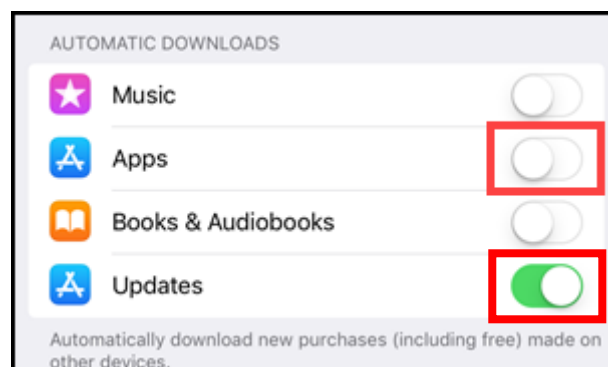 AUTOMATIC DOWNLOADS
Music
Apps
Books & Audiobooks
Updates
Automatically download new purchases (including free) made on
other devices.